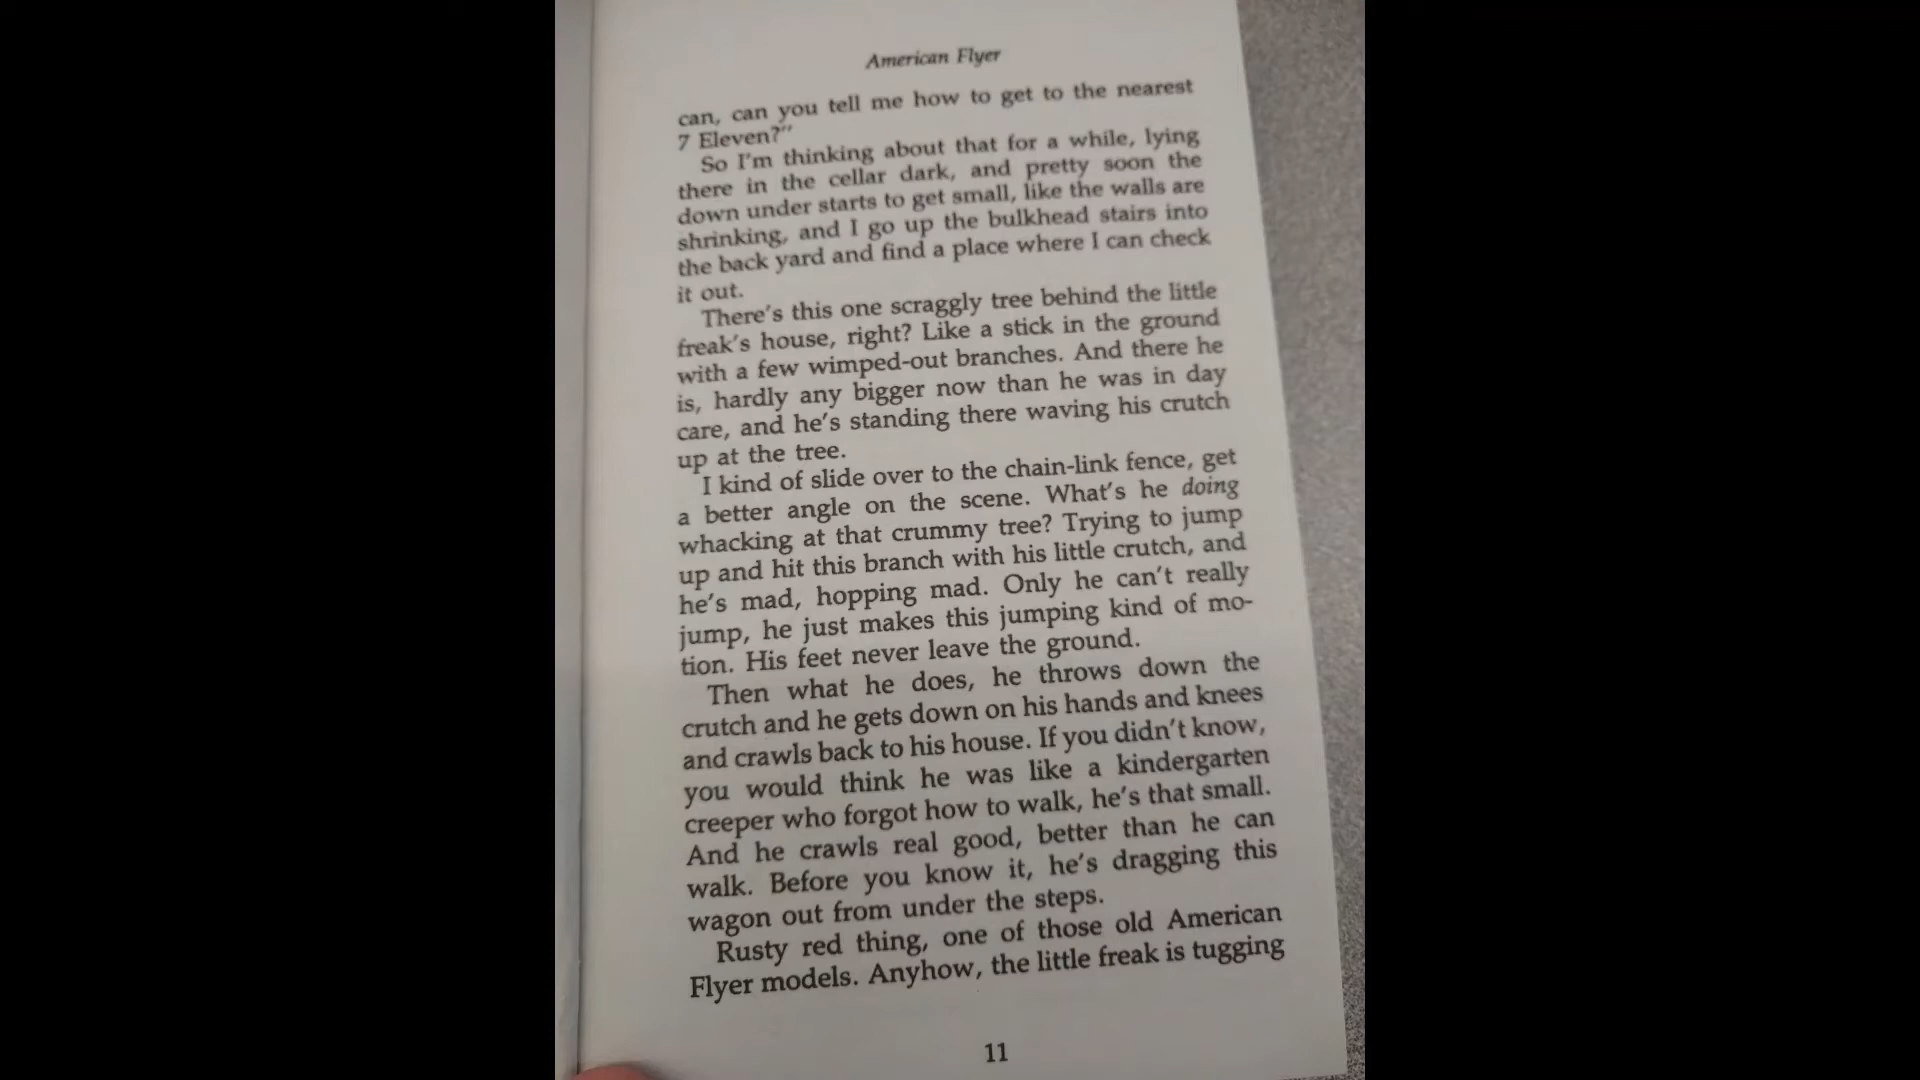 American Flyer
can, can you tell me how to get to the nearest
7 Eleven?"
So I'm thinking about that for a while, lying
there in the cellar dark, and pretty soon the
down under starts to get small, like the walls are
shrinking, and I go up the bulkhead stairs into
the back yard and find a place where I can check
it out.
There's this one scraggly tree behind the little
freak's house, right? Like a stick in the ground
with a few wimped-out branches. And there he
is, hardly any bigger now than he was in day
care, and he's standing there waving his crutch
up at the tree.
I kind of slide over to the chain-link fence, get
a better angle on the scene. What's he doing
whacking at that crummy tree? Trying to jump
up and hit this branch with his little crutch, and
he's mad, hopping mad. Only he can't really
jump, he just makes this jumping kind of mo-
tion. His feet never leave the ground.
Then what he does, he throws down the
crutch and he gets down on his hands and knees
and crawls back to his house. If you didn't know,
you would think he was like a kindergarten
creeper who forgot how to walk, he's that small.
And he crawls real good, better than he can
walk. Before you know it, he's dragging this
wagon out from under the steps.
Rusty red thing, one of those old American
Flyer models. Anyhow, the little freak is tugging
11